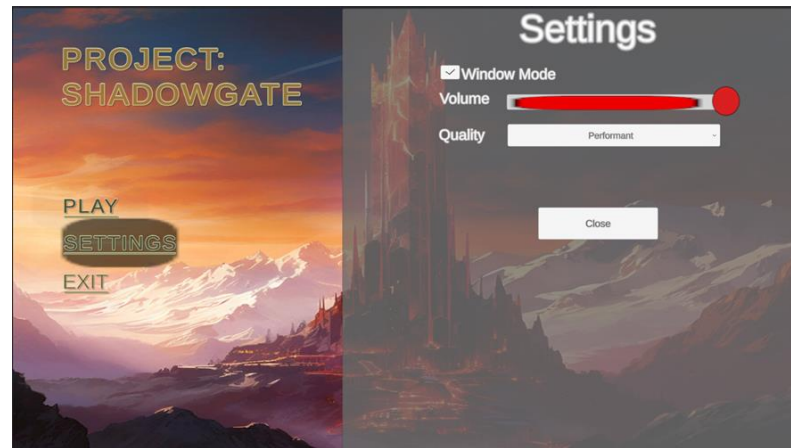 PROJECT:
SHADOWGATE
PLAY
SETTINGS
EXIT
Settings
Window Mode
Volume
Quality
Performant
Close